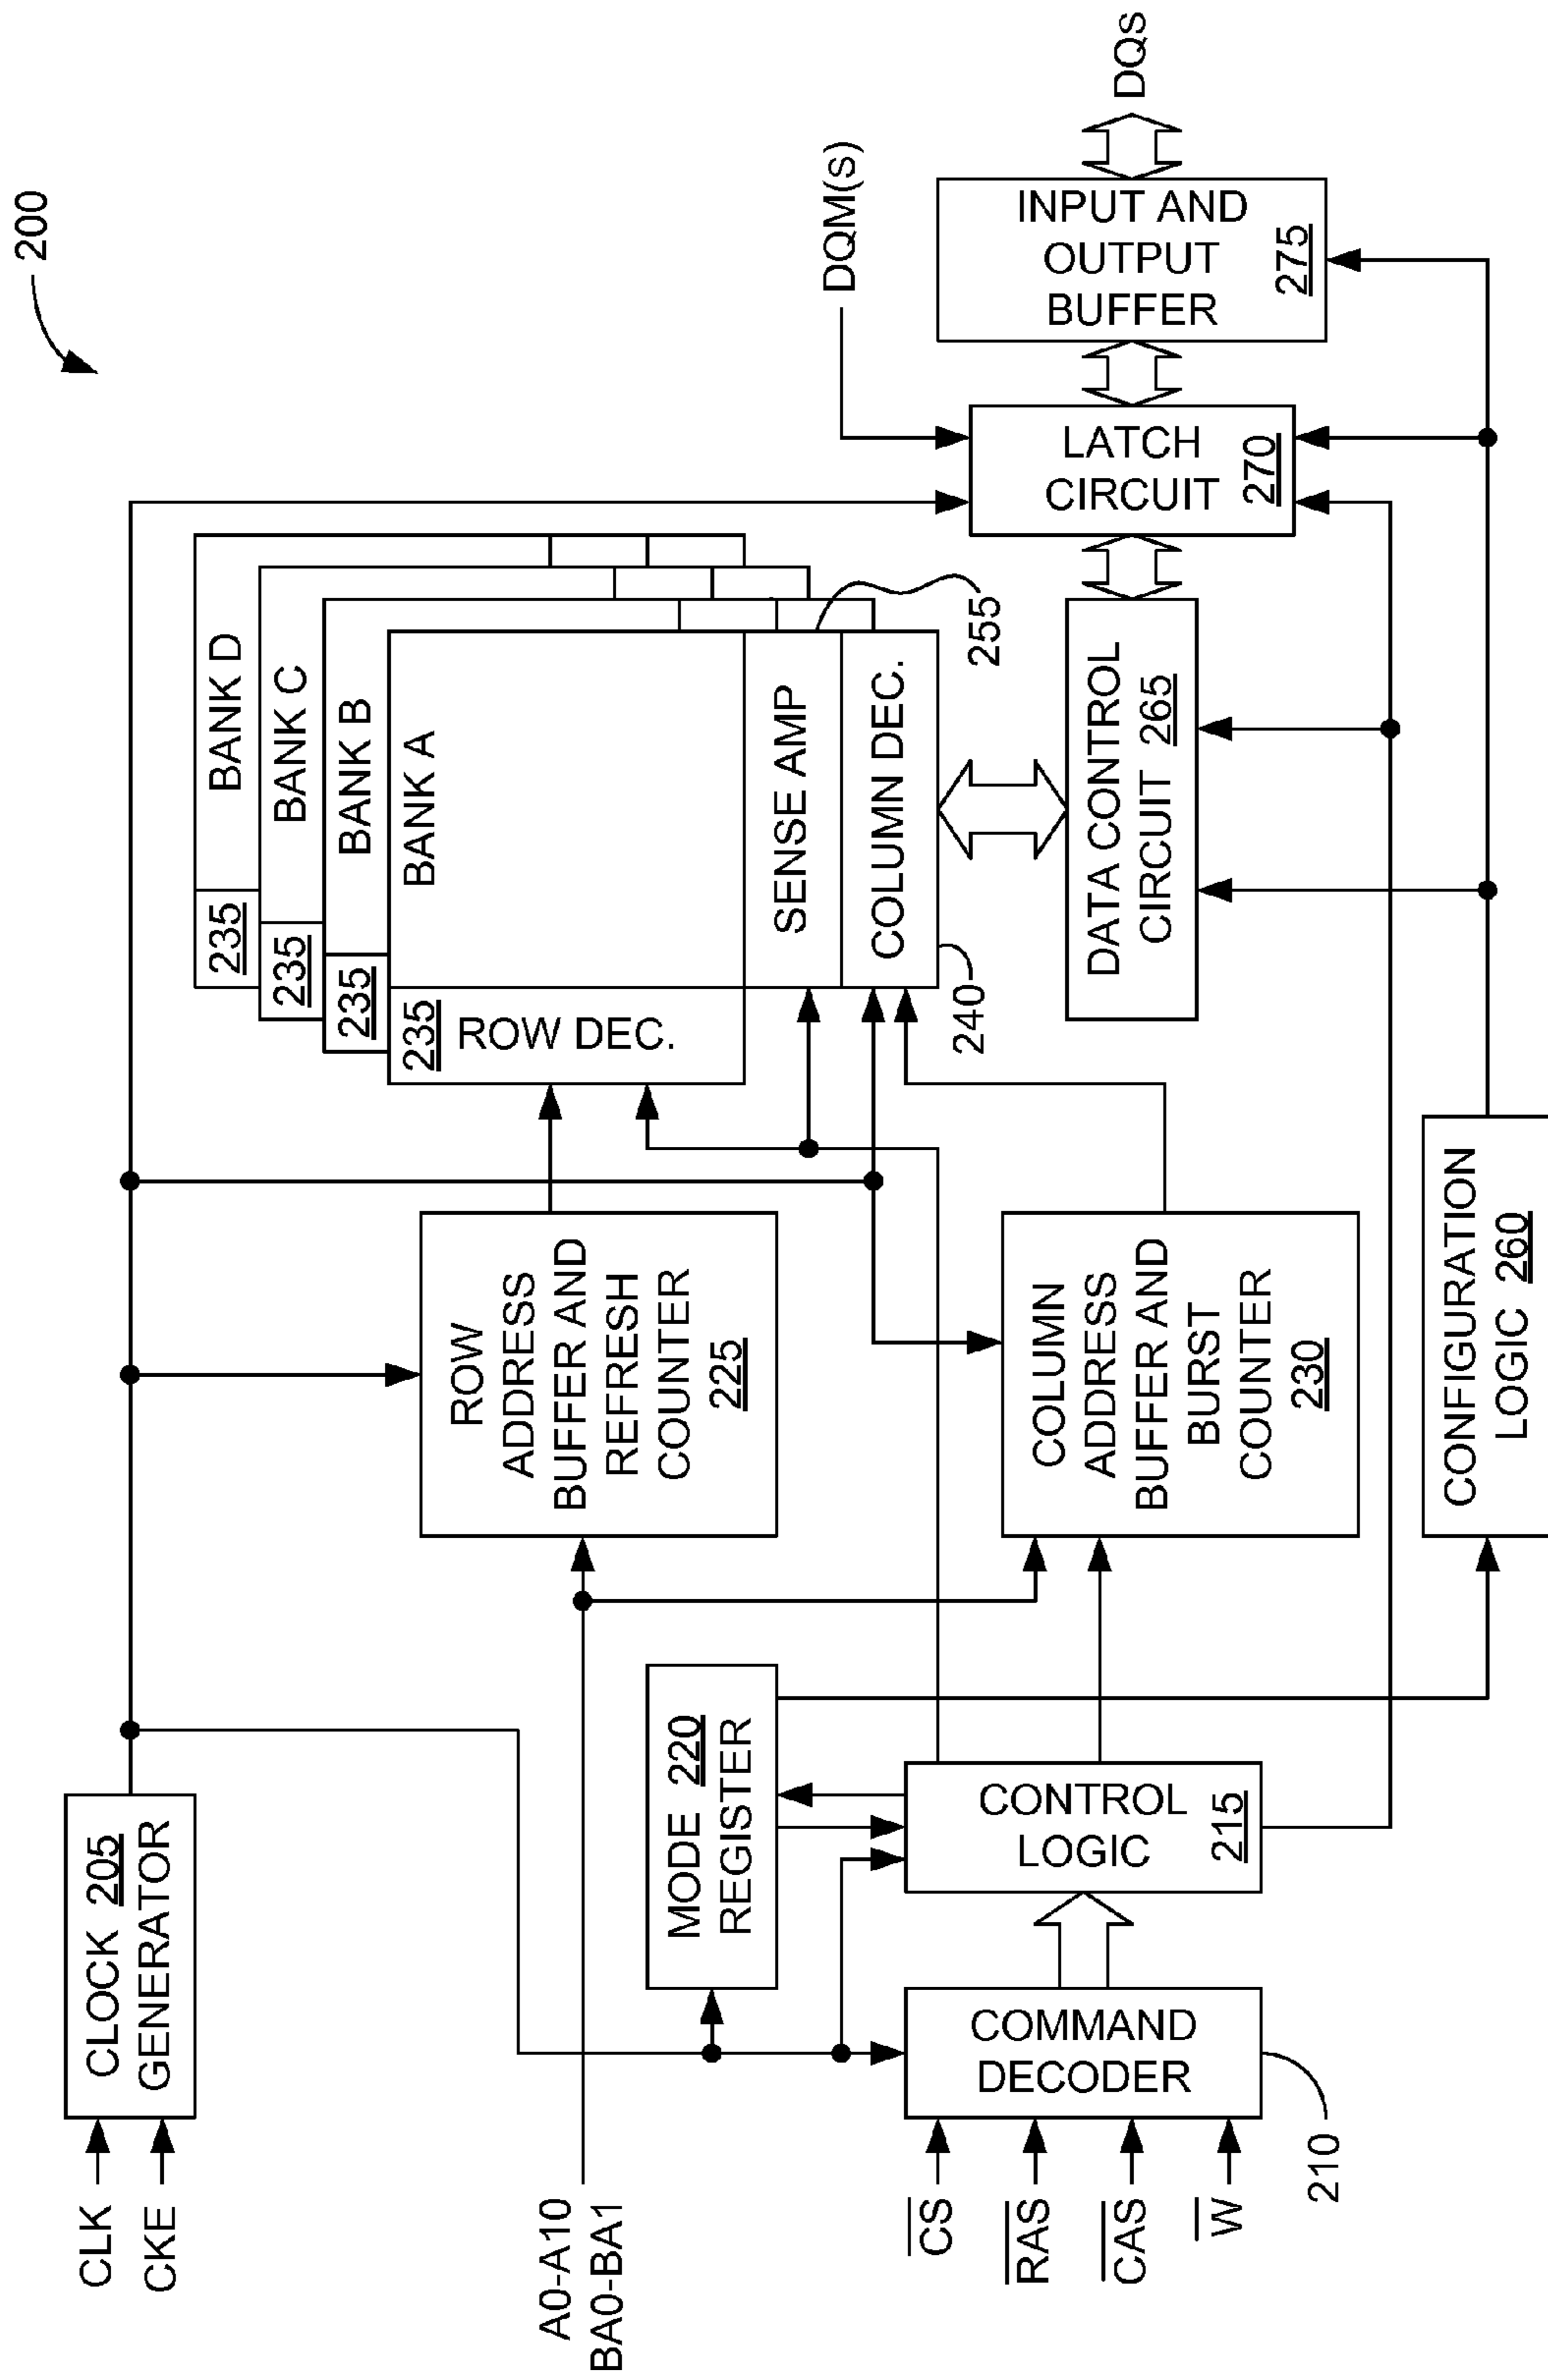 200
CLK
CKE
CLOCK 205
GENERATOR
A0-A10
BA0-BA1
CS
RAS
CAS
W
210
COMMAND
DECODER
MODE 220
REGISTER
CONTROL
LOGIC
215
ROW
ADDRESS
BUFFER AND
REFRESH
COUNTER
225
COLUMN
ADDRESS
BUFFER AND
BURST
COUNTER
230
CONFIGURATION
LOGIC 260
235
BANK D
235
BANK C
235
BANK B
235
ROW DEC.
BANK A
SENSE AMP
COLUMN DEC.
240
255
DATA CONTROL
CIRCUIT 265
DQM(s)
LATCH
CIRCUIT
270
INPUT AND
OUTPUT
BUFFER
275
DQs